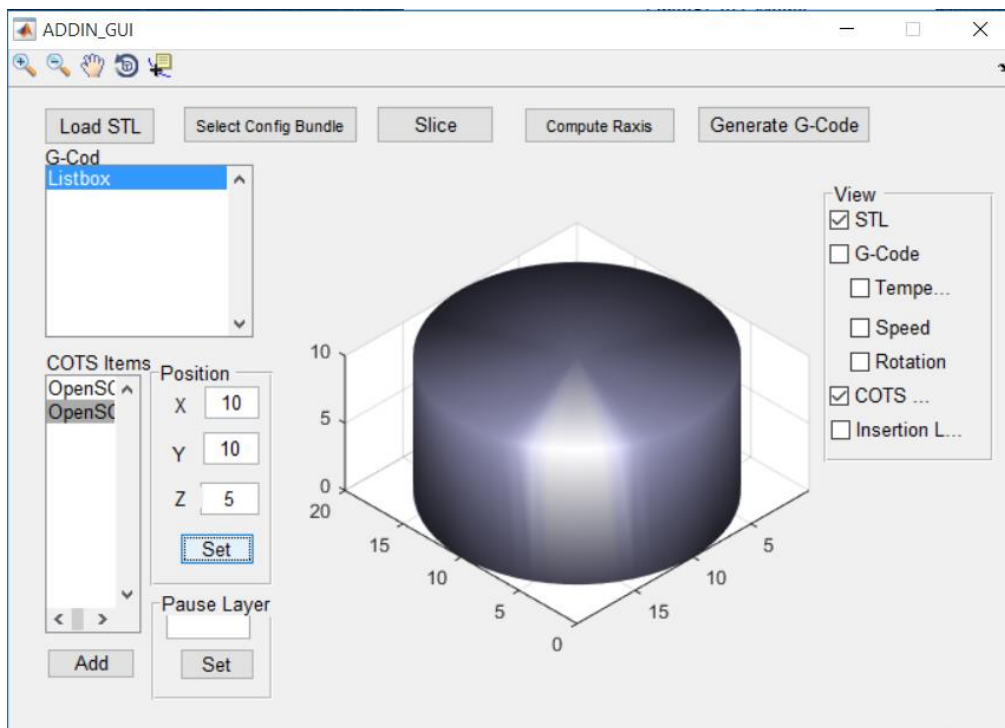 ADDIN_GUI
Load STL
Select Config Bundle
Slice
Compute Raxis
Generate G-Code
G-Cod
Listbox
View
STL
G-Code
Tempe...
Speed
Rotation
COTS ...
Insertion L...
COTS Items
OpenSC
OpenSC
Position
X 10
Y 10
Z 5
Set
Pause Layer
Set
Add
10
5
0
20
15
10
5
0
5
10
15